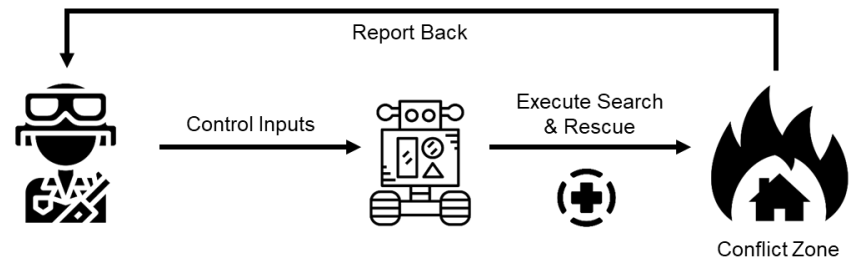 Report Back
Control Inputs
Execute Search
& Rescue
Conflict Zone